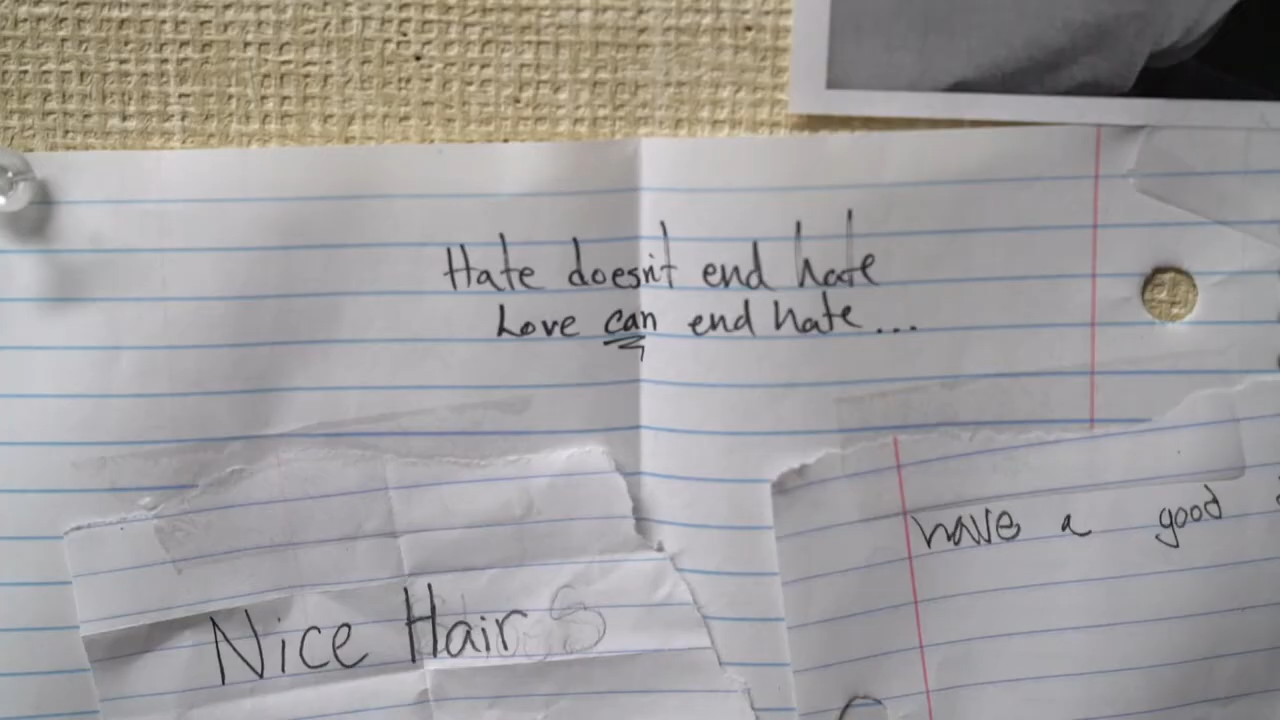 Hate doesn't end hate
Love can end hate...
have a good
Nice Hair